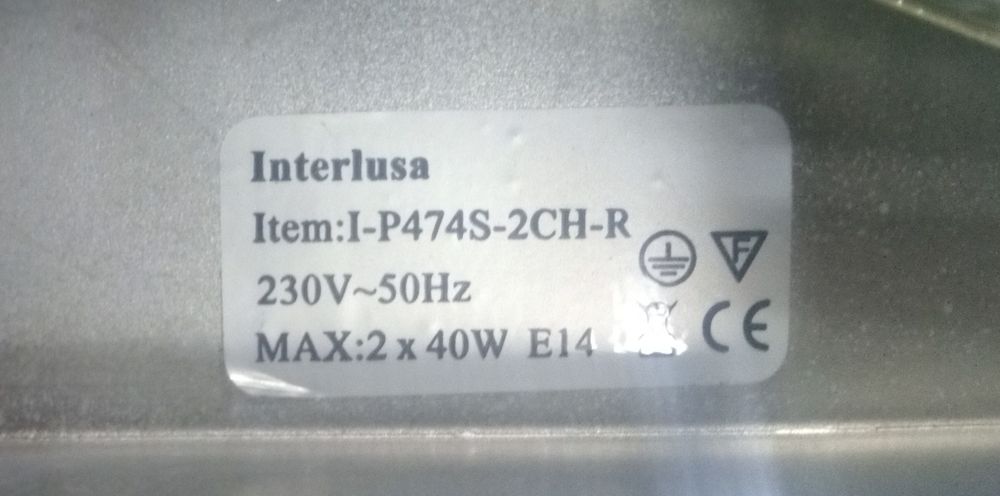 Interlusa
Item:I-P474S-2CH-R
230V~50Hz
MAX:2 x 40W E14
F
CE